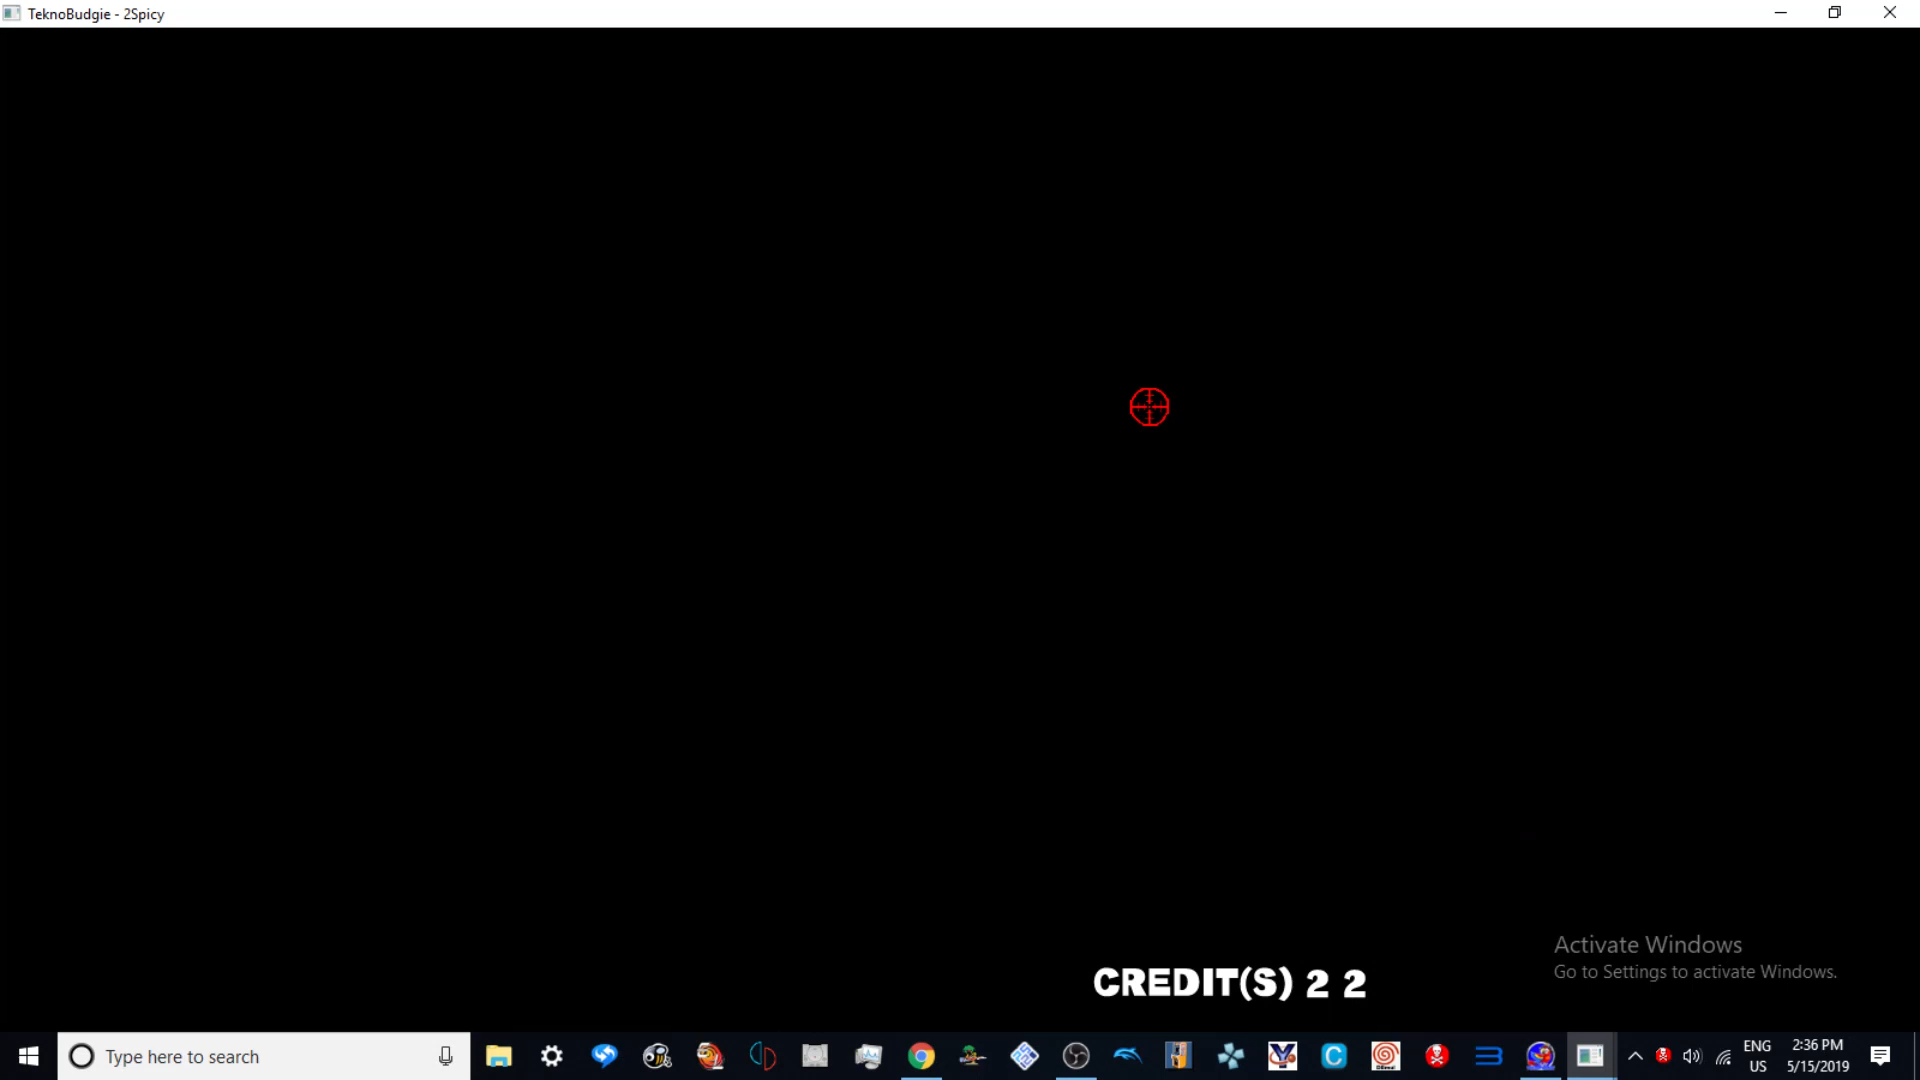 TeknoBudgie - 2Spicy
CREDIT(S) 2 2
Activate Windows
Go to Settings to activate Windows.
Type here to search
ENG
US
2:36 PM
5/15/2019